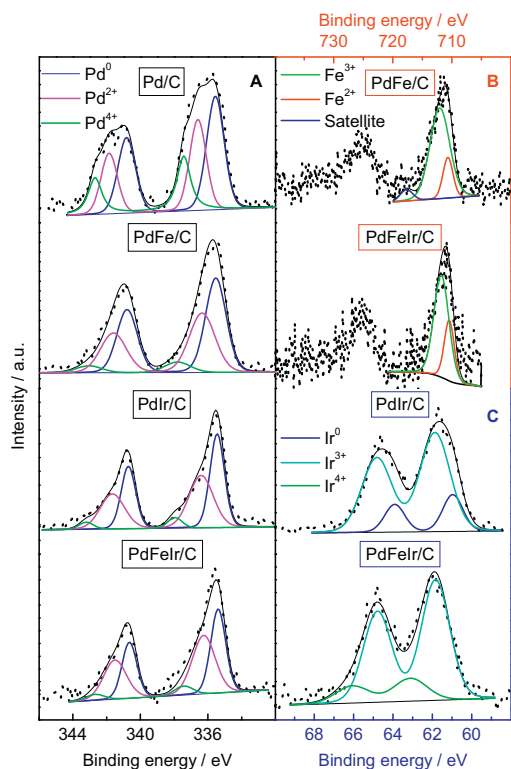 Binding energy / eV
730 720 710
A
Pd⁰
Pd²⁺
Pd⁴⁺
Pd/C
B
Fe³⁺
Fe²⁺
Satellite
PdFe/C
PdFe/C
PdFeIr/C
PdIr/C
C
Ir⁰
Ir³⁺
Ir⁴⁺
PdIr/C
PdFeIr/C
PdFeIr/C
Intensity / a.u.
344 340 336
68 66 64 62 60
Binding energy / eV
Binding energy / eV